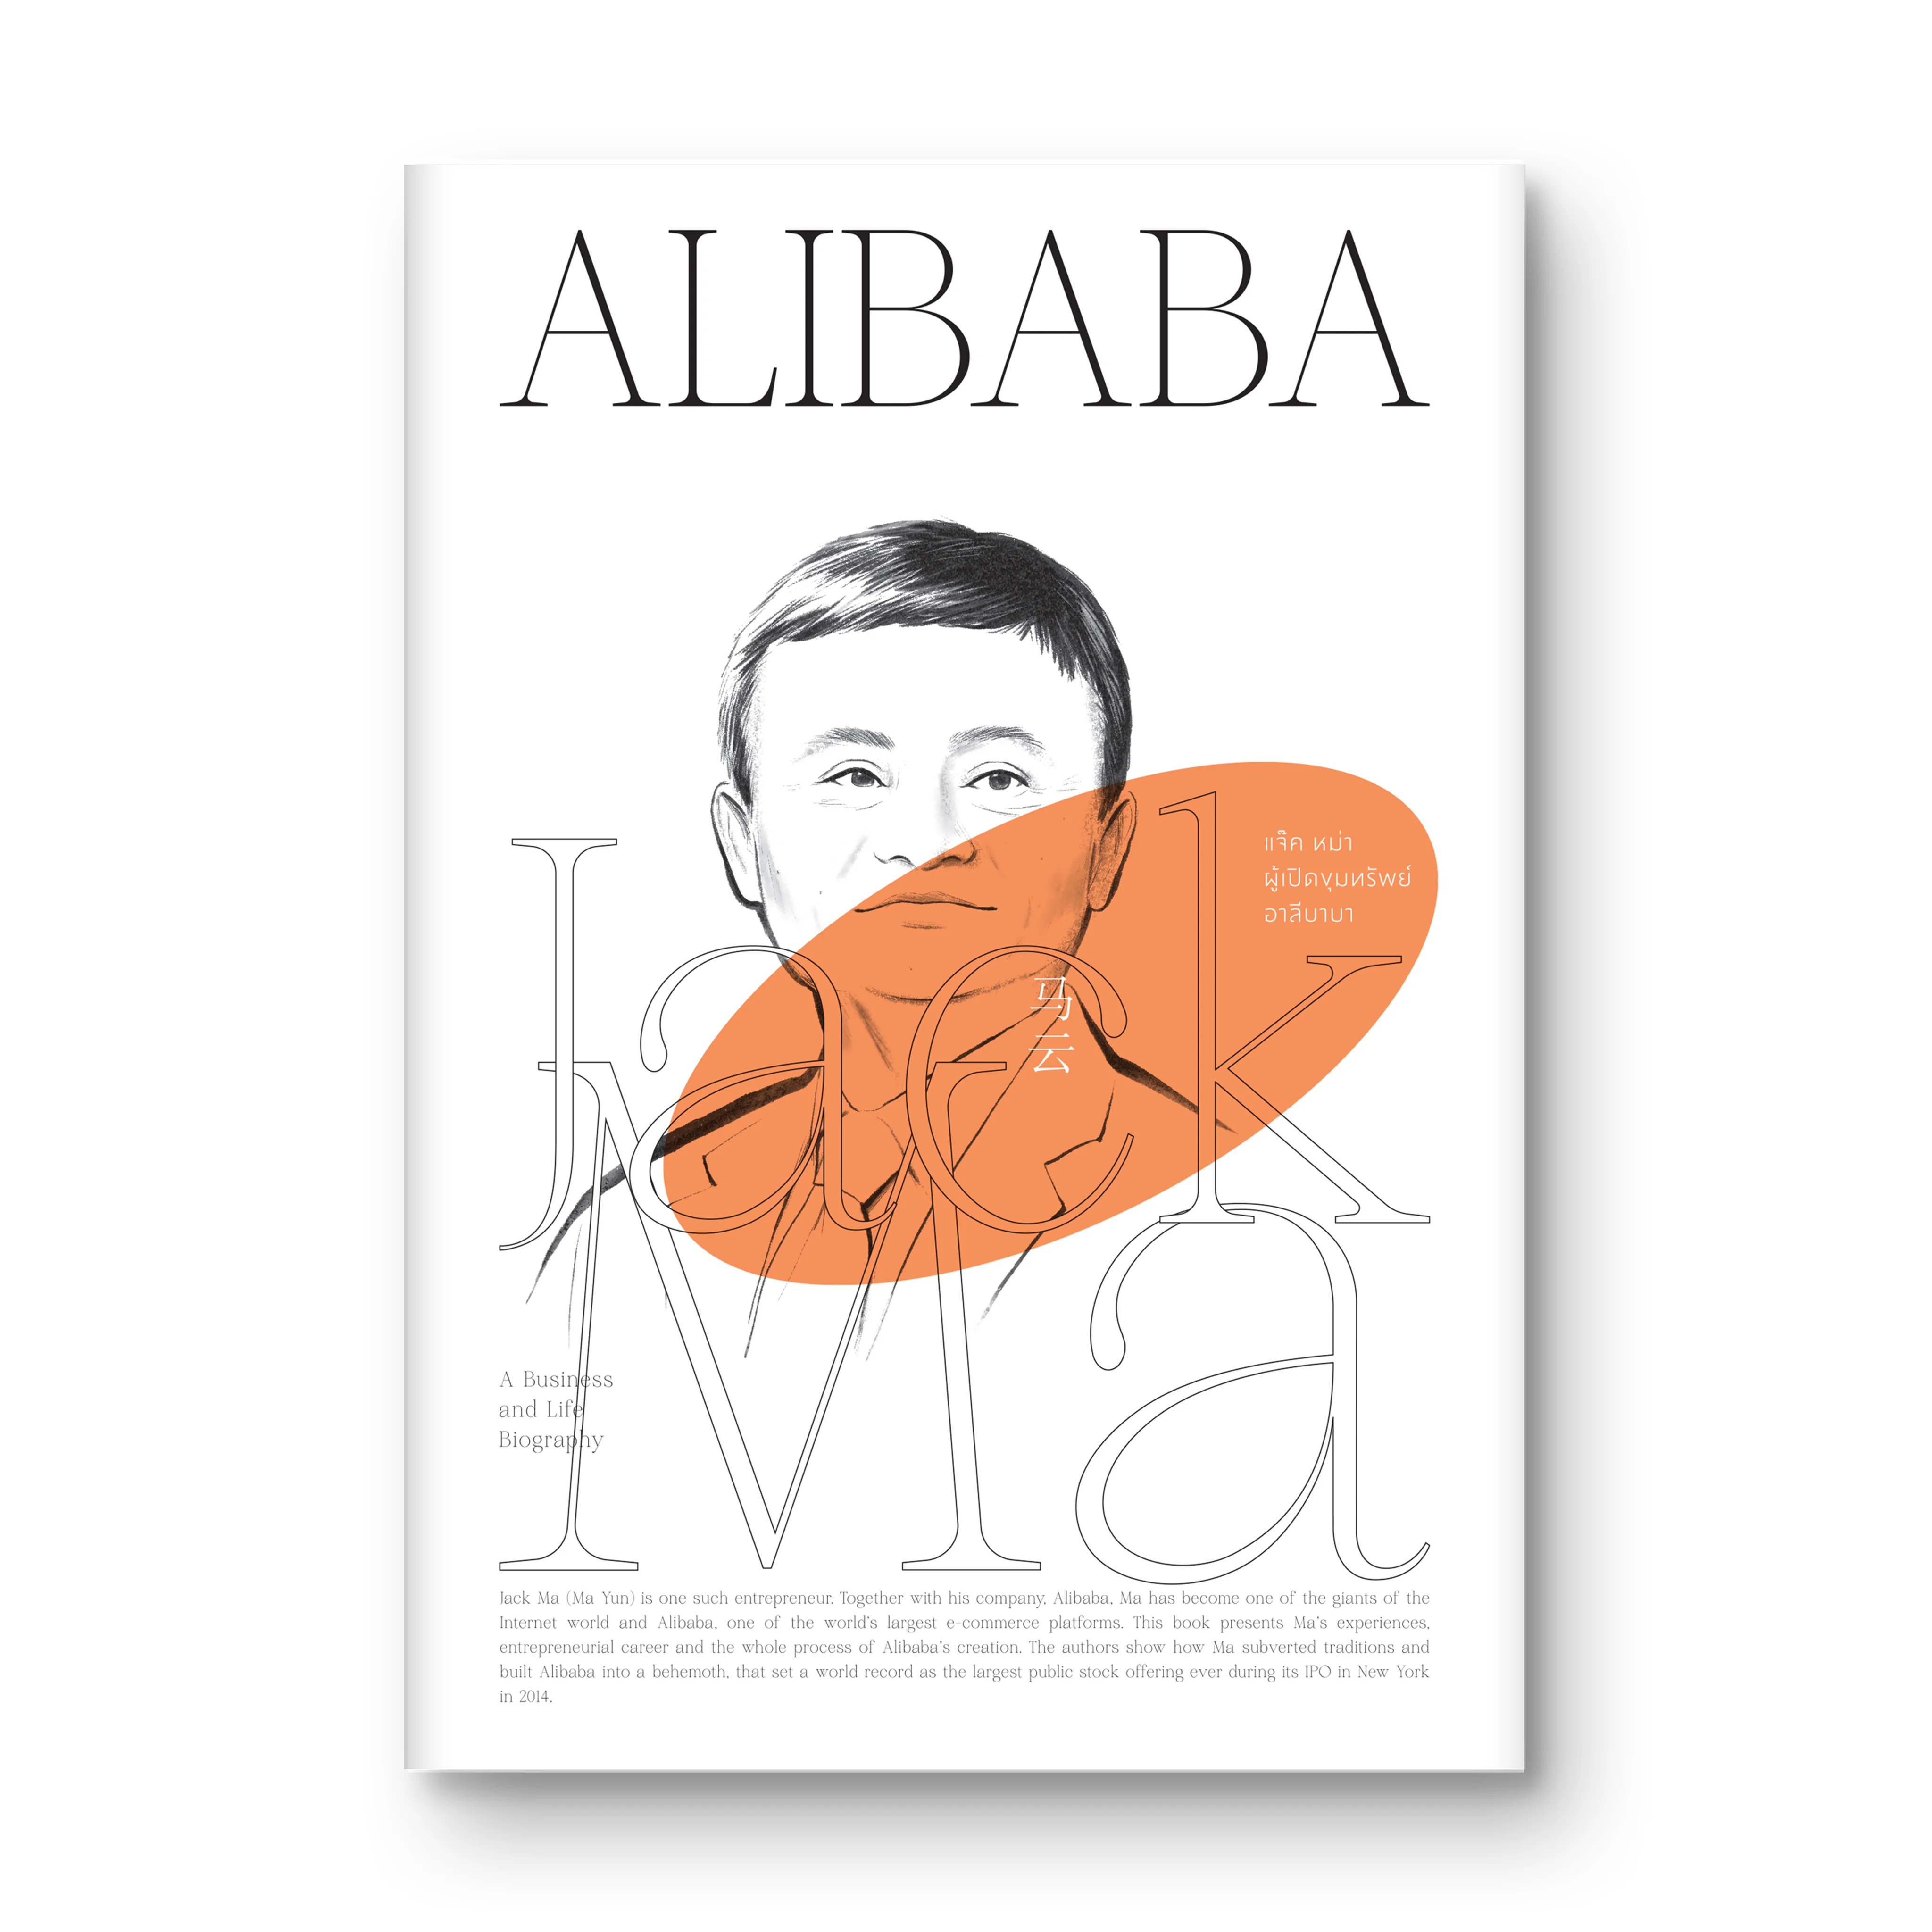 ALIBABA
Jack
แจ๊ค หม่า
ผู้เปิดขุมทรัพย์
อาลีบาบา
马
云
Ma
A Business
and Life
Biography
Jack Ma (Ma Yun) is one such entrepreneur. Together with his company, Alibaba, Ma has become one of the giants of the
Internet world and Alibaba, one of the world's largest e-commerce platforms. This book presents Ma's experiences,
entrepreneurial career and the whole process of Alibaba's creation. The authors show how Ma subverted traditions and
built Alibaba into a behemoth, that set a world record as the largest public stock offering ever during its IPO in New York
in 2014.